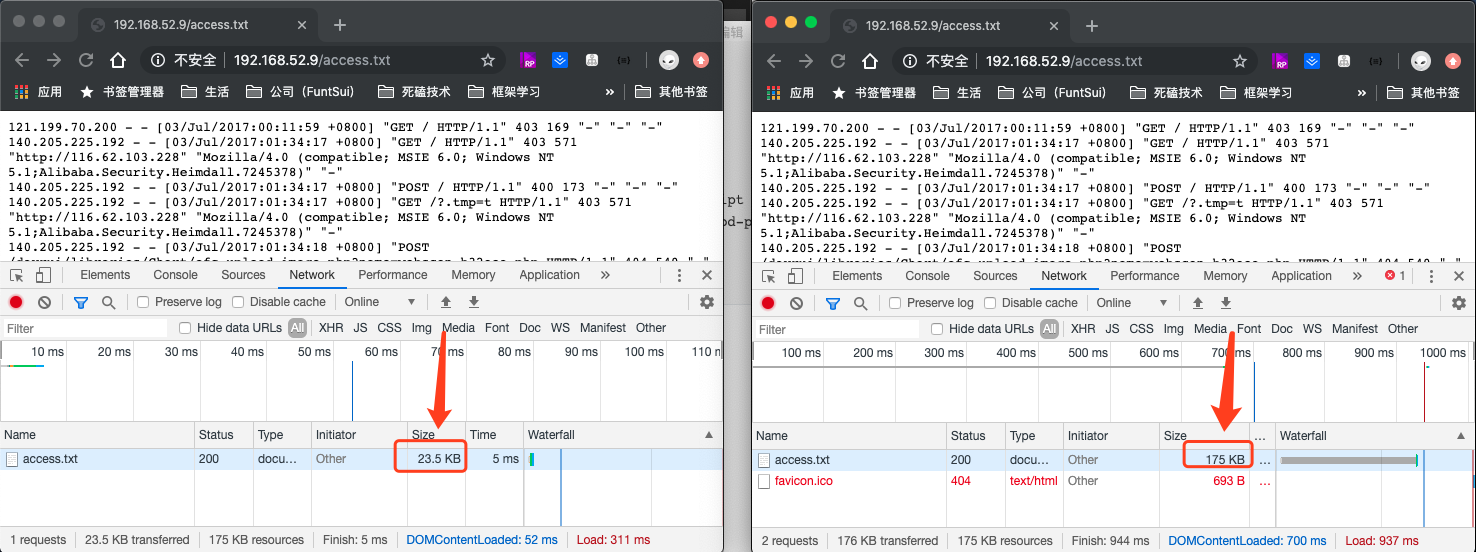 192.168.52.9/access.txt
不安全 192.168.52.9/access.txt
RP
应用 书签管理器 生活 公司（FuntSui） 死磕技术 框架学习 » 其他书签
121.199.70.200 - - [03/Jul/2017:00:11:59 +0800] "GET / HTTP/1.1" 403 169 "-" "-" "-"
140.205.225.192 - - [03/Jul/2017:01:34:17 +0800] "GET / HTTP/1.1" 403 571
"http://116.62.103.228" "Mozilla/4.0 (compatible; MSIE 6.0; Windows NT
5.1;Alibaba.Security.Heimdall.7245378)" "-"
140.205.225.192 - - [03/Jul/2017:01:34:17 +0800] "POST / HTTP/1.1" 400 173 "-" "-" "-"
140.205.225.192 - - [03/Jul/2017:01:34:17 +0800] "GET /?.tmp=t HTTP/1.1" 403 571
"http://116.62.103.228" "Mozilla/4.0 (compatible; MSIE 6.0; Windows NT
5.1;Alibaba.Security.Heimdall.7245378)" "-"
140.205.225.192 - - [03/Jul/2017:01:34:18 +0800] "POST
Elements Console Sources Network Performance Memory Application »
Preserve log Disable cache Online
Filter Hide data URLs All XHR JS CSS Img Media Font Doc WS Manifest Other
10 ms 20 ms 30 ms 40 ms 50 ms 60 ms 70 ms 80 ms 90 ms 100 ms 110 n
Name Status Type Initiator Size Time Waterfall
access.txt 200 docu… Other 23.5 KB 5 ms
1 requests 23.5 KB transferred 175 KB resources Finish: 5 ms DOMContentLoaded: 52 ms Load: 311 ms
编辑
ipt
od-p
192.168.52.9/access.txt
不安全 192.168.52.9/access.txt
RP
应用 书签管理器 生活 公司（FuntSui） 死磕技术 框架学习 » 其他书签
121.199.70.200 - - [03/Jul/2017:00:11:59 +0800] "GET / HTTP/1.1" 403 169 "-" "-" "-"
140.205.225.192 - - [03/Jul/2017:01:34:17 +0800] "GET / HTTP/1.1" 403 571
"http://116.62.103.228" "Mozilla/4.0 (compatible; MSIE 6.0; Windows NT
5.1;Alibaba.Security.Heimdall.7245378)" "-"
140.205.225.192 - - [03/Jul/2017:01:34:17 +0800] "POST / HTTP/1.1" 400 173 "-" "-" "-"
140.205.225.192 - - [03/Jul/2017:01:34:17 +0800] "GET /?.tmp=t HTTP/1.1" 403 571
"http://116.62.103.228" "Mozilla/4.0 (compatible; MSIE 6.0; Windows NT
5.1;Alibaba.Security.Heimdall.7245378)" "-"
140.205.225.192 - - [03/Jul/2017:01:34:18 +0800] "POST
Elements Console Sources Network Performance Memory Application » 1
Preserve log Disable cache Online
Filter Hide data URLs All XHR JS CSS Img Media Font Doc WS Manifest Other
100 ms 200 ms 300 ms 400 ms 500 ms 600 ms 700 ms 800 ms 900 ms 1000 ms
Name Status Type Initiator Size … Waterfall
access.txt 200 docu… Other 175 KB …
favicon.ico 404 text/html Other 693 B …
2 requests 176 KB transferred 175 KB resources Finish: 944 ms DOMContentLoaded: 700 ms Load: 937 ms